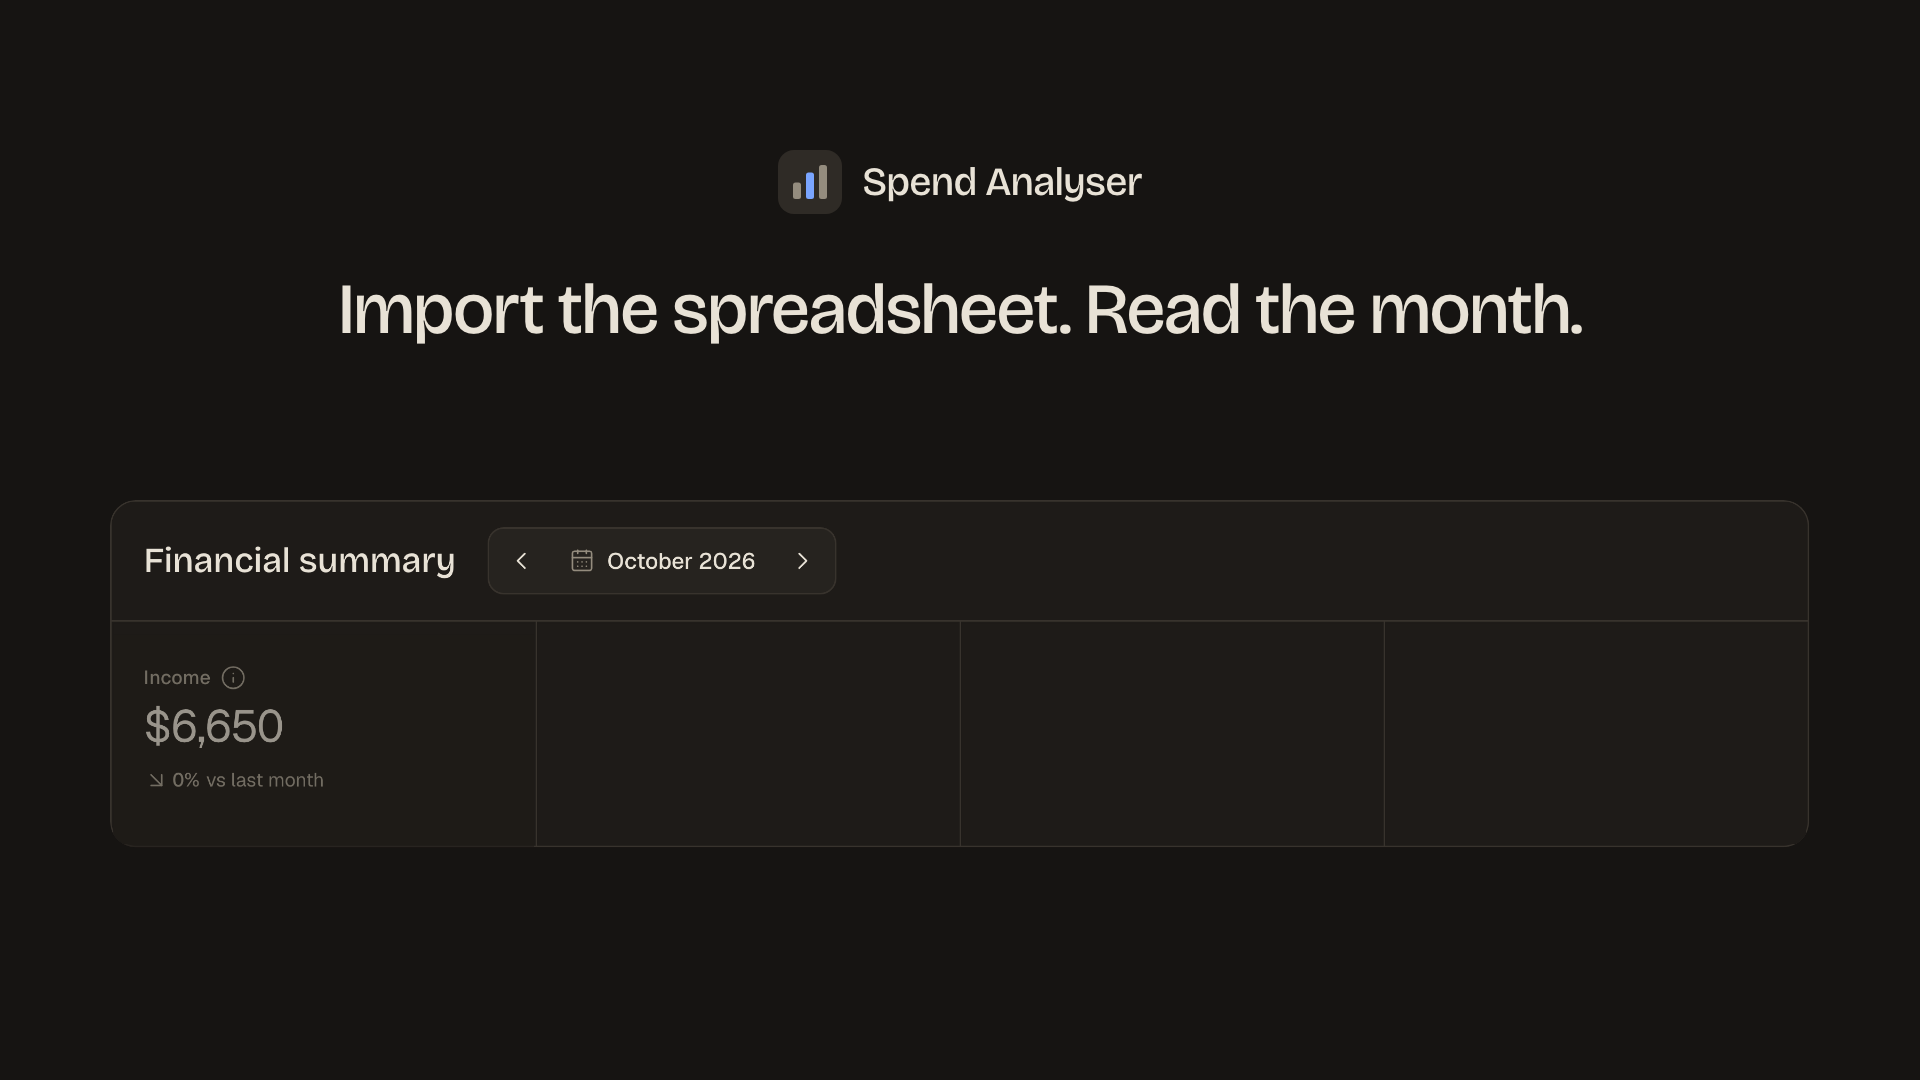 Spend Analyser
Import the spreadsheet. Read the month.
Financial summary
October 2026
Income
$6,650
0% vs last month